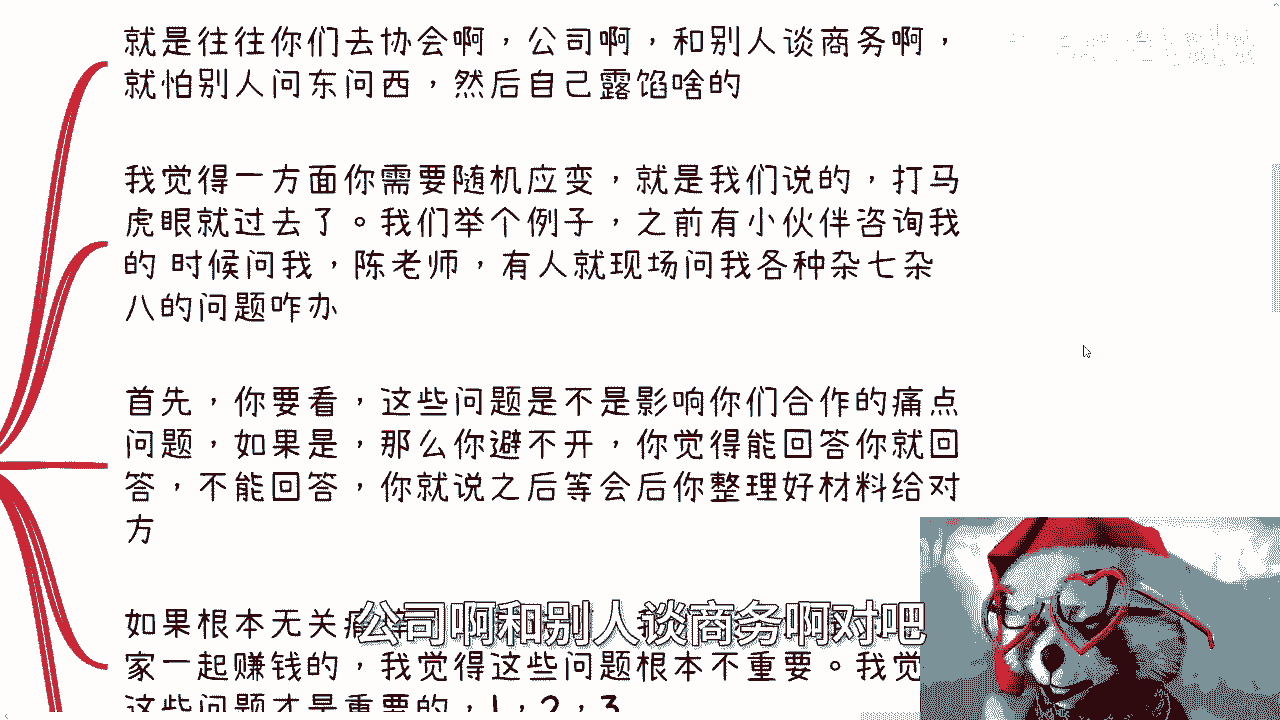 就是往往你们去协会啊，公司啊，和别人谈商务啊，
就怕别人问东问西，然后自己露馅啥的
我觉得一方面你需要随机应变，就是我们说的，打马
虎眼就过去了。我们举个例子，之前有小伙伴咨询我
的 时候问我，陈老师，有人就现场问我各种杂七杂
八的问题咋办
首先，你要看，这些问题是不是影响你们合作的痛点
问题，如果是，那么你避不开，你觉得能回答你就回
答，不能回答，你就说之后等会后你整理好材料给对
方
如果根本无关痛
公司啊和别人谈商务啊对吧
家一起赚钱的，我觉得这些问题根本不重要。我觉
这些问题才是重要的，1，2，3